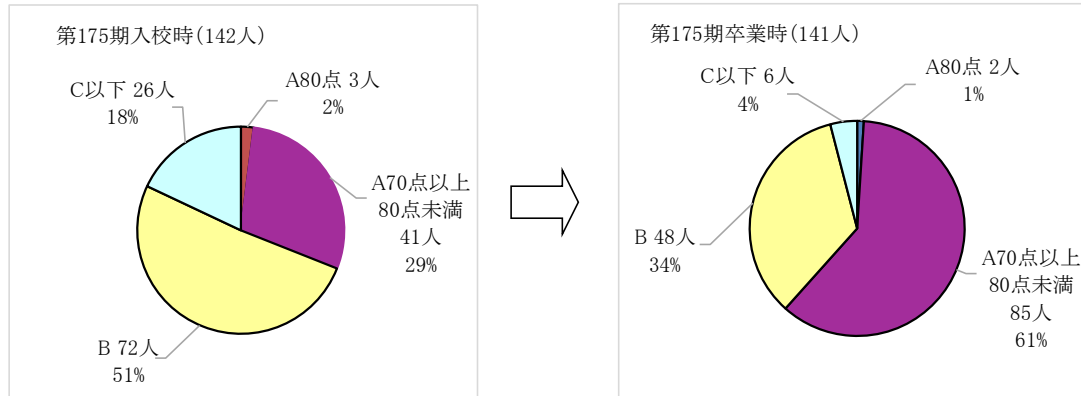 第175期入校時(142人)
C以下 26人
18%
A80点 3人
2%
A70点以上
80点未満
41人
29%
B 72人
51%
第175期卒業時(141人)
C以下 6人
4%
A80点 2人
1%
B 48人
34%
A70点以上
80点未満
85人
61%